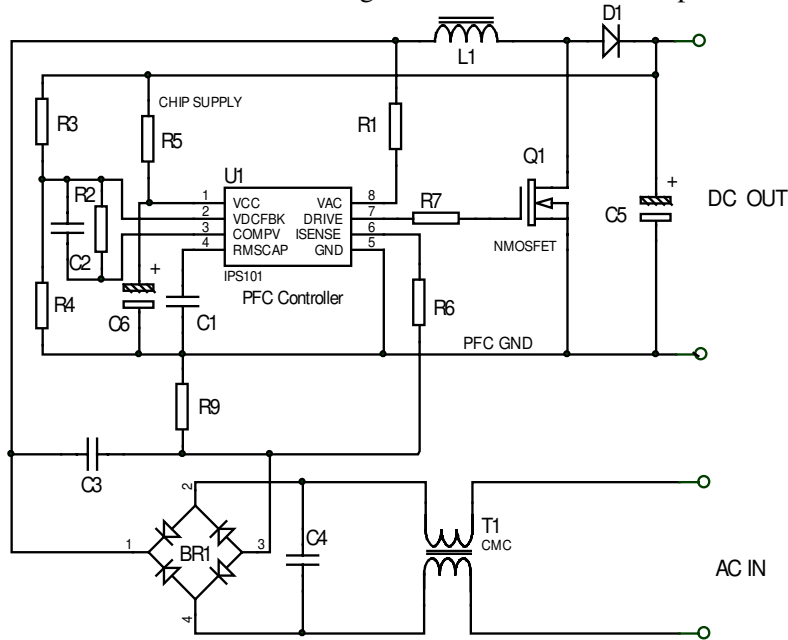 D1
L1
CHIP SUPPLY
R3
R5
R1
Q1
U1
R7
R2
1 VCC VAC 8
2 VDCFBK DRIVE 7
3 COMPV ISENSE 6
4 RMSCAP GND 5
+
C5
DC OUT
NMOSFET
C2
IPS101
+
R4
C6
C1
PFC Controller
R6
PFC GND
R9
C3
2
1
BR1
3
C4
T1
CMC
AC IN
4